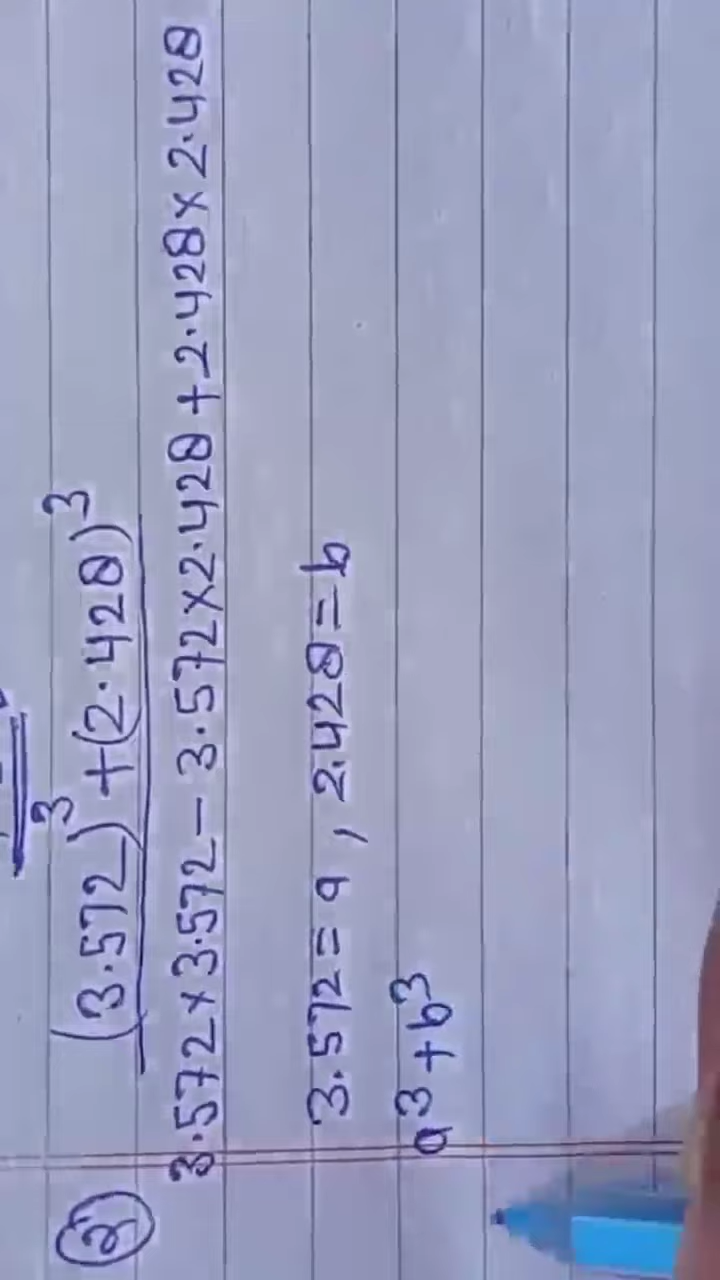 (2) (3.572)³ + (2.428)³
3.572 × 3.572 - 3.572 × 2.428 + 2.428 × 2.428
3.572 = a , 2.428 = b
a³ + b³